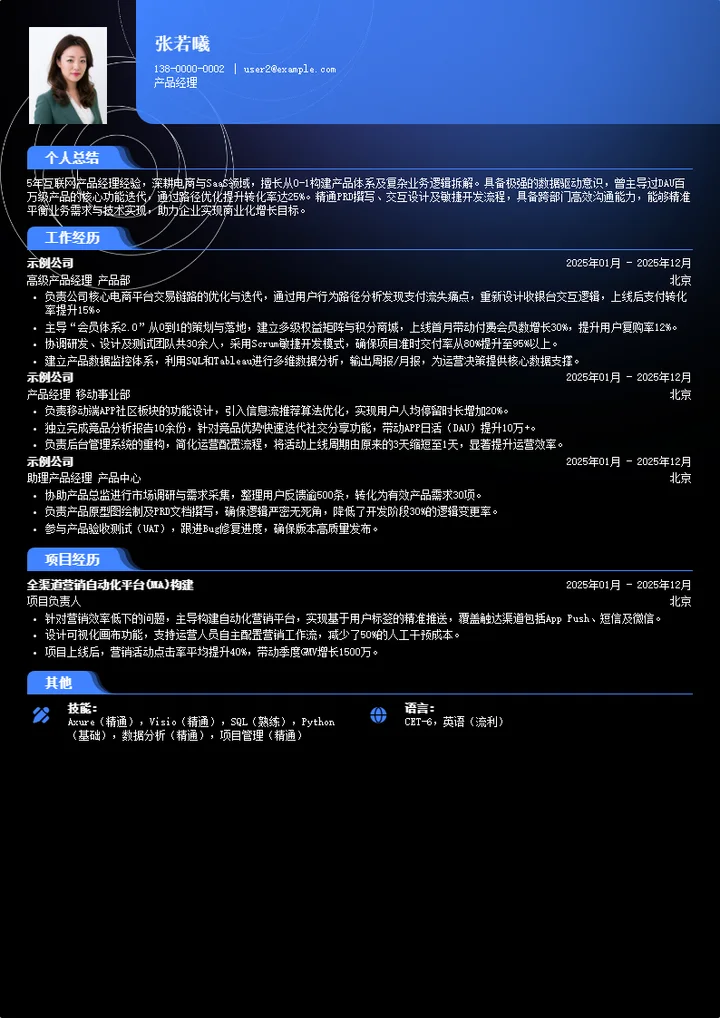 张若曦
138-0000-0002 | user2@example.com
产品经理
个人总结
5年互联网产品经理经验，深耕电商与SaaS领域，擅长从0-1构建产品体系及复杂业务逻辑拆解。具备极强的数据驱动意识，曾主导过DAU百
万级产品的核心功能迭代，通过路径优化提升转化率达25%。精通PRD撰写、交互设计及敏捷开发流程，具备跨部门高效沟通能力，能够精准
平衡业务需求与技术实现，助力企业实现商业化增长目标。
工作经历
示例公司 2025年01月 - 2025年12月
高级产品经理 产品部 北京
• 负责公司核心电商平台交易链路的优化与迭代，通过用户行为路径分析发现支付流失痛点，重新设计收银台交互逻辑，上线后支付转化
率提升15%。
• 主导“会员体系2.0”从0到1的策划与落地，建立多级权益矩阵与积分商城，上线首月带动付费会员数增长30%，提升用户复购率12%。
• 协调研发、设计及测试团队共30余人，采用Scrum敏捷开发模式，确保项目准时交付率从80%提升至95%以上。
• 建立产品数据监控体系，利用SQL和Tableau进行多维数据分析，输出周报/月报，为运营决策提供核心数据支撑。
示例公司 2025年01月 - 2025年12月
产品经理 移动事业部 北京
• 负责移动端APP社区板块的功能设计，引入信息流推荐算法优化，实现用户人均停留时长增加20%。
• 独立完成竞品分析报告10余份，针对竞品优势快速迭代社交分享功能，带动APP日活（DAU）提升10万+。
• 负责后台管理系统的重构，简化运营配置流程，将活动上线周期由原来的3天缩短至1天，显著提升运营效率。
示例公司 2025年01月 - 2025年12月
助理产品经理 产品中心 北京
• 协助产品总监进行市场调研与需求采集，整理用户反馈逾500条，转化为有效产品需求30项。
• 负责产品原型图绘制及PRD文档撰写，确保逻辑严密无死角，降低了开发阶段30%的逻辑变更率。
• 参与产品验收测试（UAT），跟进Bug修复进度，确保版本高质量发布。
项目经历
全渠道营销自动化平台(MA)构建 2025年01月 - 2025年12月
项目负责人 北京
• 针对营销效率低下的问题，主导构建自动化营销平台，实现基于用户标签的精准推送，覆盖触达渠道包括App Push、短信及微信。
• 设计可视化画布功能，支持运营人员自主配置营销工作流，减少了50%的人工干预成本。
• 项目上线后，营销活动点击率平均提升40%，带动季度GMV增长1500万。
其他
技能：
Axure（精通），Visio（精通），SQL（熟练），Python
（基础），数据分析（精通），项目管理（精通）
语言：
CET-6，英语（流利）